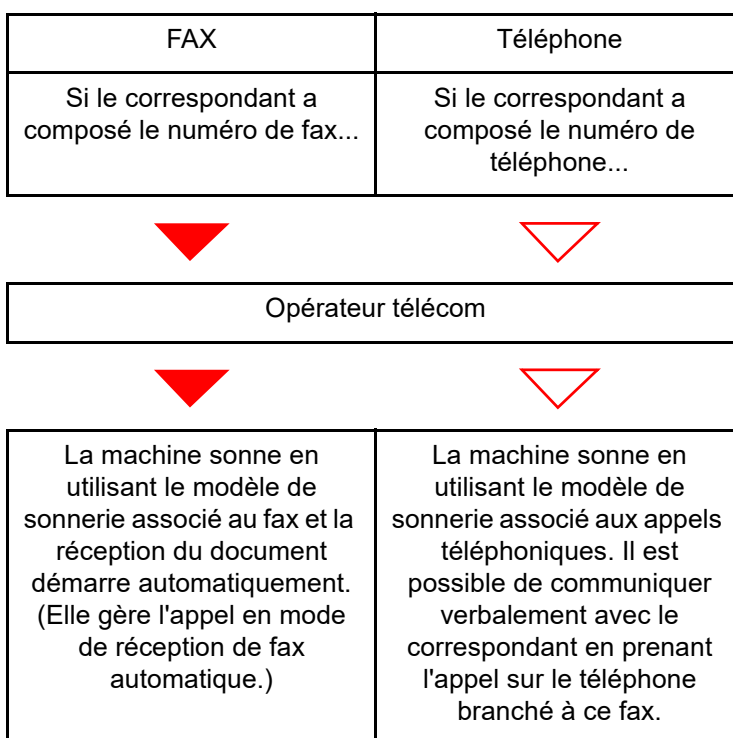 FAX
Téléphone
Si le correspondant a
composé le numéro de fax...
Si le correspondant a
composé le numéro de
téléphone...
Opérateur télécom
La machine sonne en
utilisant le modèle de
sonnerie associé au fax et la
réception du document
démarre automatiquement.
(Elle gère l'appel en mode
de réception de fax
automatique.)
La machine sonne en
utilisant le modèle de
sonnerie associé aux appels
téléphoniques. Il est
possible de communiquer
verbalement avec le
correspondant en prenant
l'appel sur le téléphone
branché à ce fax.